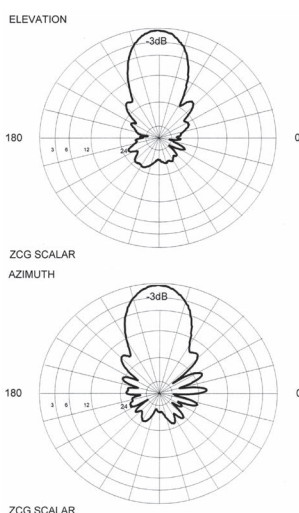 ELEVATION
-3dB
180 0
3 6 12 24
ZCG SCALAR
AZIMUTH
-3dB
180 0
3 6 12 24
ZCG SCALAR